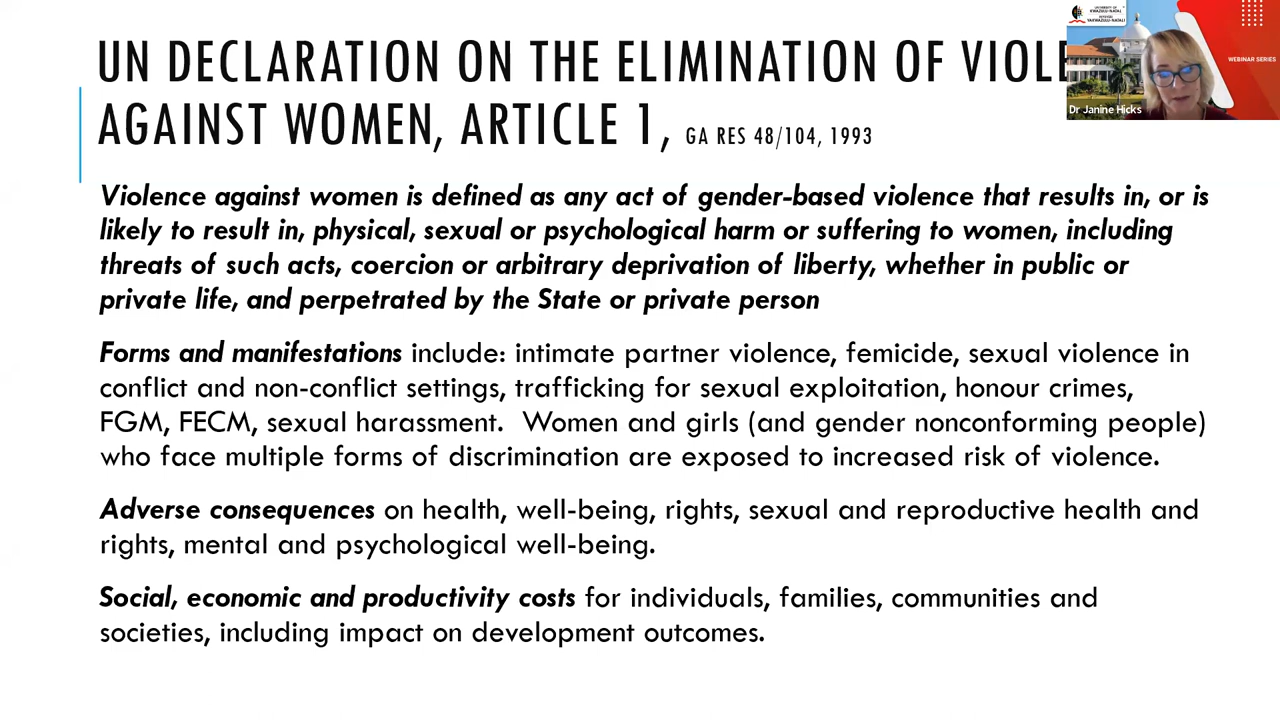 UN DECLARATION ON THE ELIMINATION OF VIOLE
AGAINST WOMEN, ARTICLE 1, GA RES 48/104, 1993
UNIVERSITY OF
KWAZULU-NATAL
INYUVESI
YAKWAZULU-NATALI
WEBINAR SERIES
Dr Janine Hicks
Violence against women is defined as any act of gender-based violence that results in, or is
likely to result in, physical, sexual or psychological harm or suffering to women, including
threats of such acts, coercion or arbitrary deprivation of liberty, whether in public or
private life, and perpetrated by the State or private person
Forms and manifestations include: intimate partner violence, femicide, sexual violence in
conflict and non-conflict settings, trafficking for sexual exploitation, honour crimes,
FGM, FECM, sexual harassment. Women and girls (and gender nonconforming people)
who face multiple forms of discrimination are exposed to increased risk of violence.
Adverse consequences on health, well-being, rights, sexual and reproductive health and
rights, mental and psychological well-being.
Social, economic and productivity costs for individuals, families, communities and
societies, including impact on development outcomes.